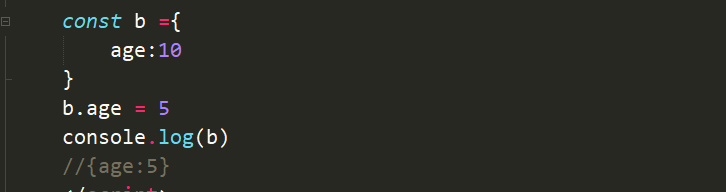 const b ={
age:10
}
b.age = 5
console.log(b)
//{age:5}